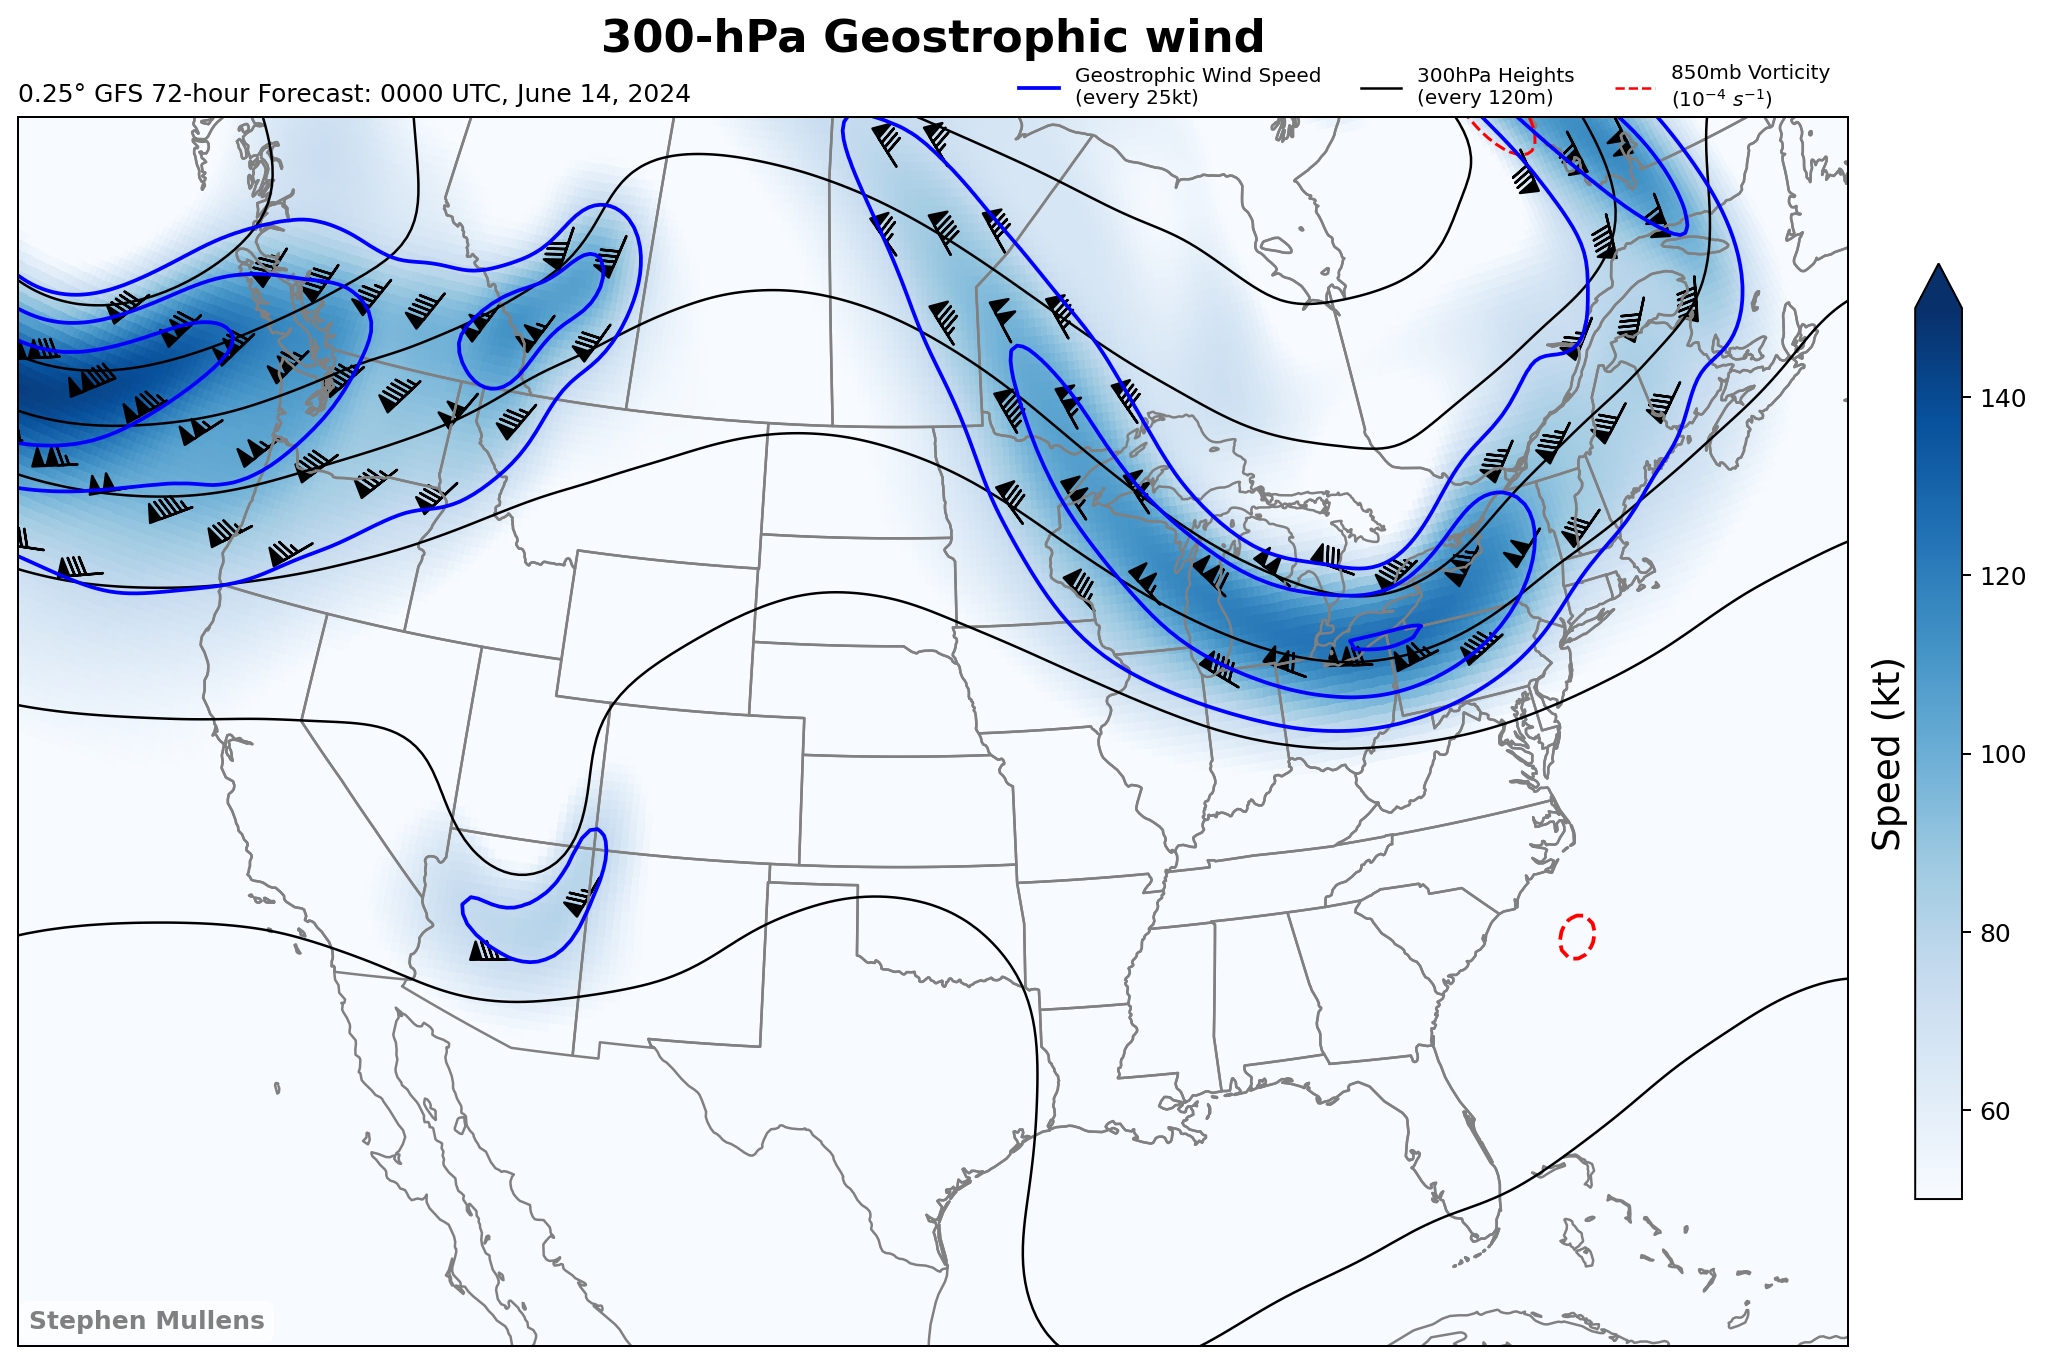 300-hPa Geostrophic wind
0.25° GFS 72-hour Forecast: 0000 UTC, June 14, 2024
Geostrophic Wind Speed
(every 25kt)
300hPa Heights
(every 120m)
850mb Vorticity
(10⁻⁴ s⁻¹)
140
120
100
80
60
Speed (kt)
Stephen Mullens